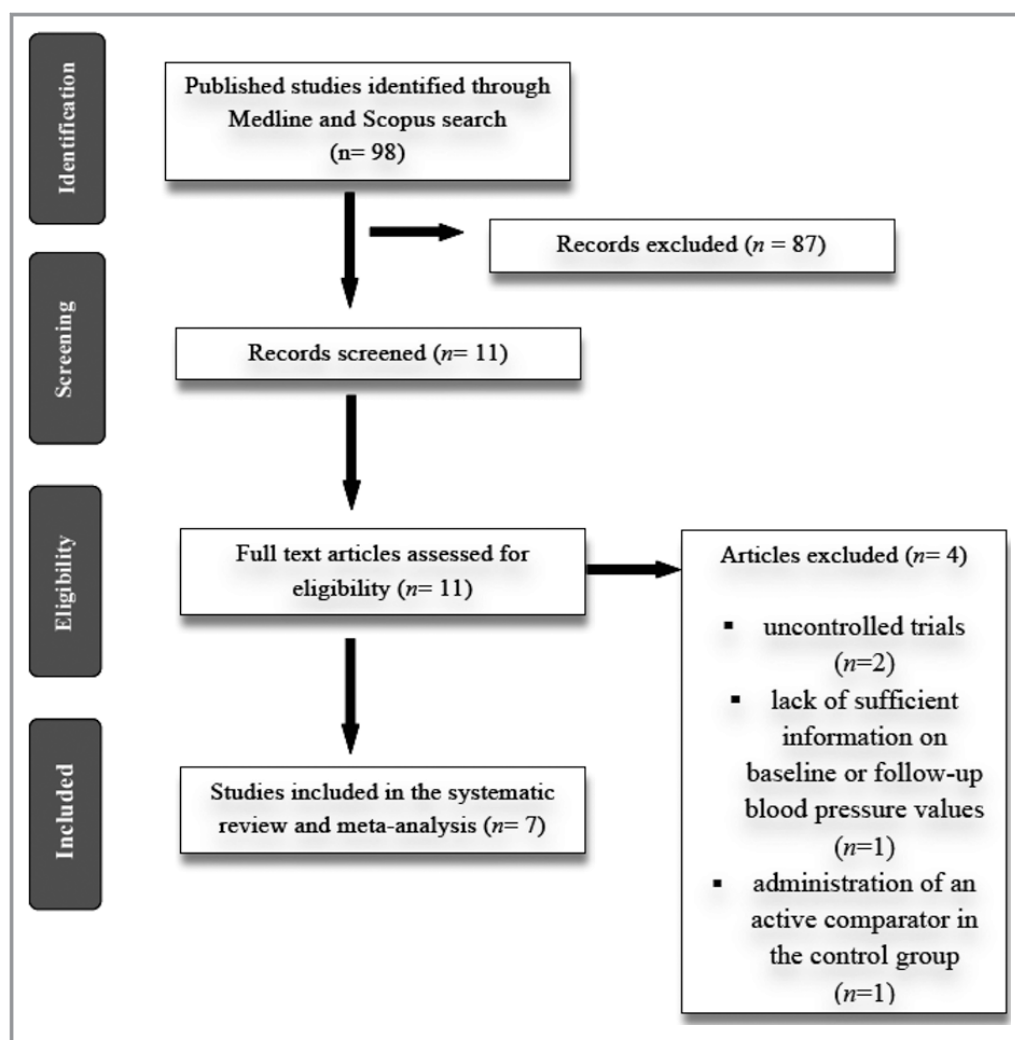 Identification
Published studies identified through
Medline and Scopus search
(n= 98)
Records excluded (n = 87)
Screening
Records screened (n= 11)
Eligibility
Full text articles assessed for
eligibility (n= 11)
Articles excluded (n= 4)
▪ uncontrolled trials
(n=2)
▪ lack of sufficient
information on
baseline or follow-up
blood pressure values
(n=1)
▪ administration of an
active comparator in
the control group
(n=1)
Included
Studies included in the systematic
review and meta-analysis (n= 7)